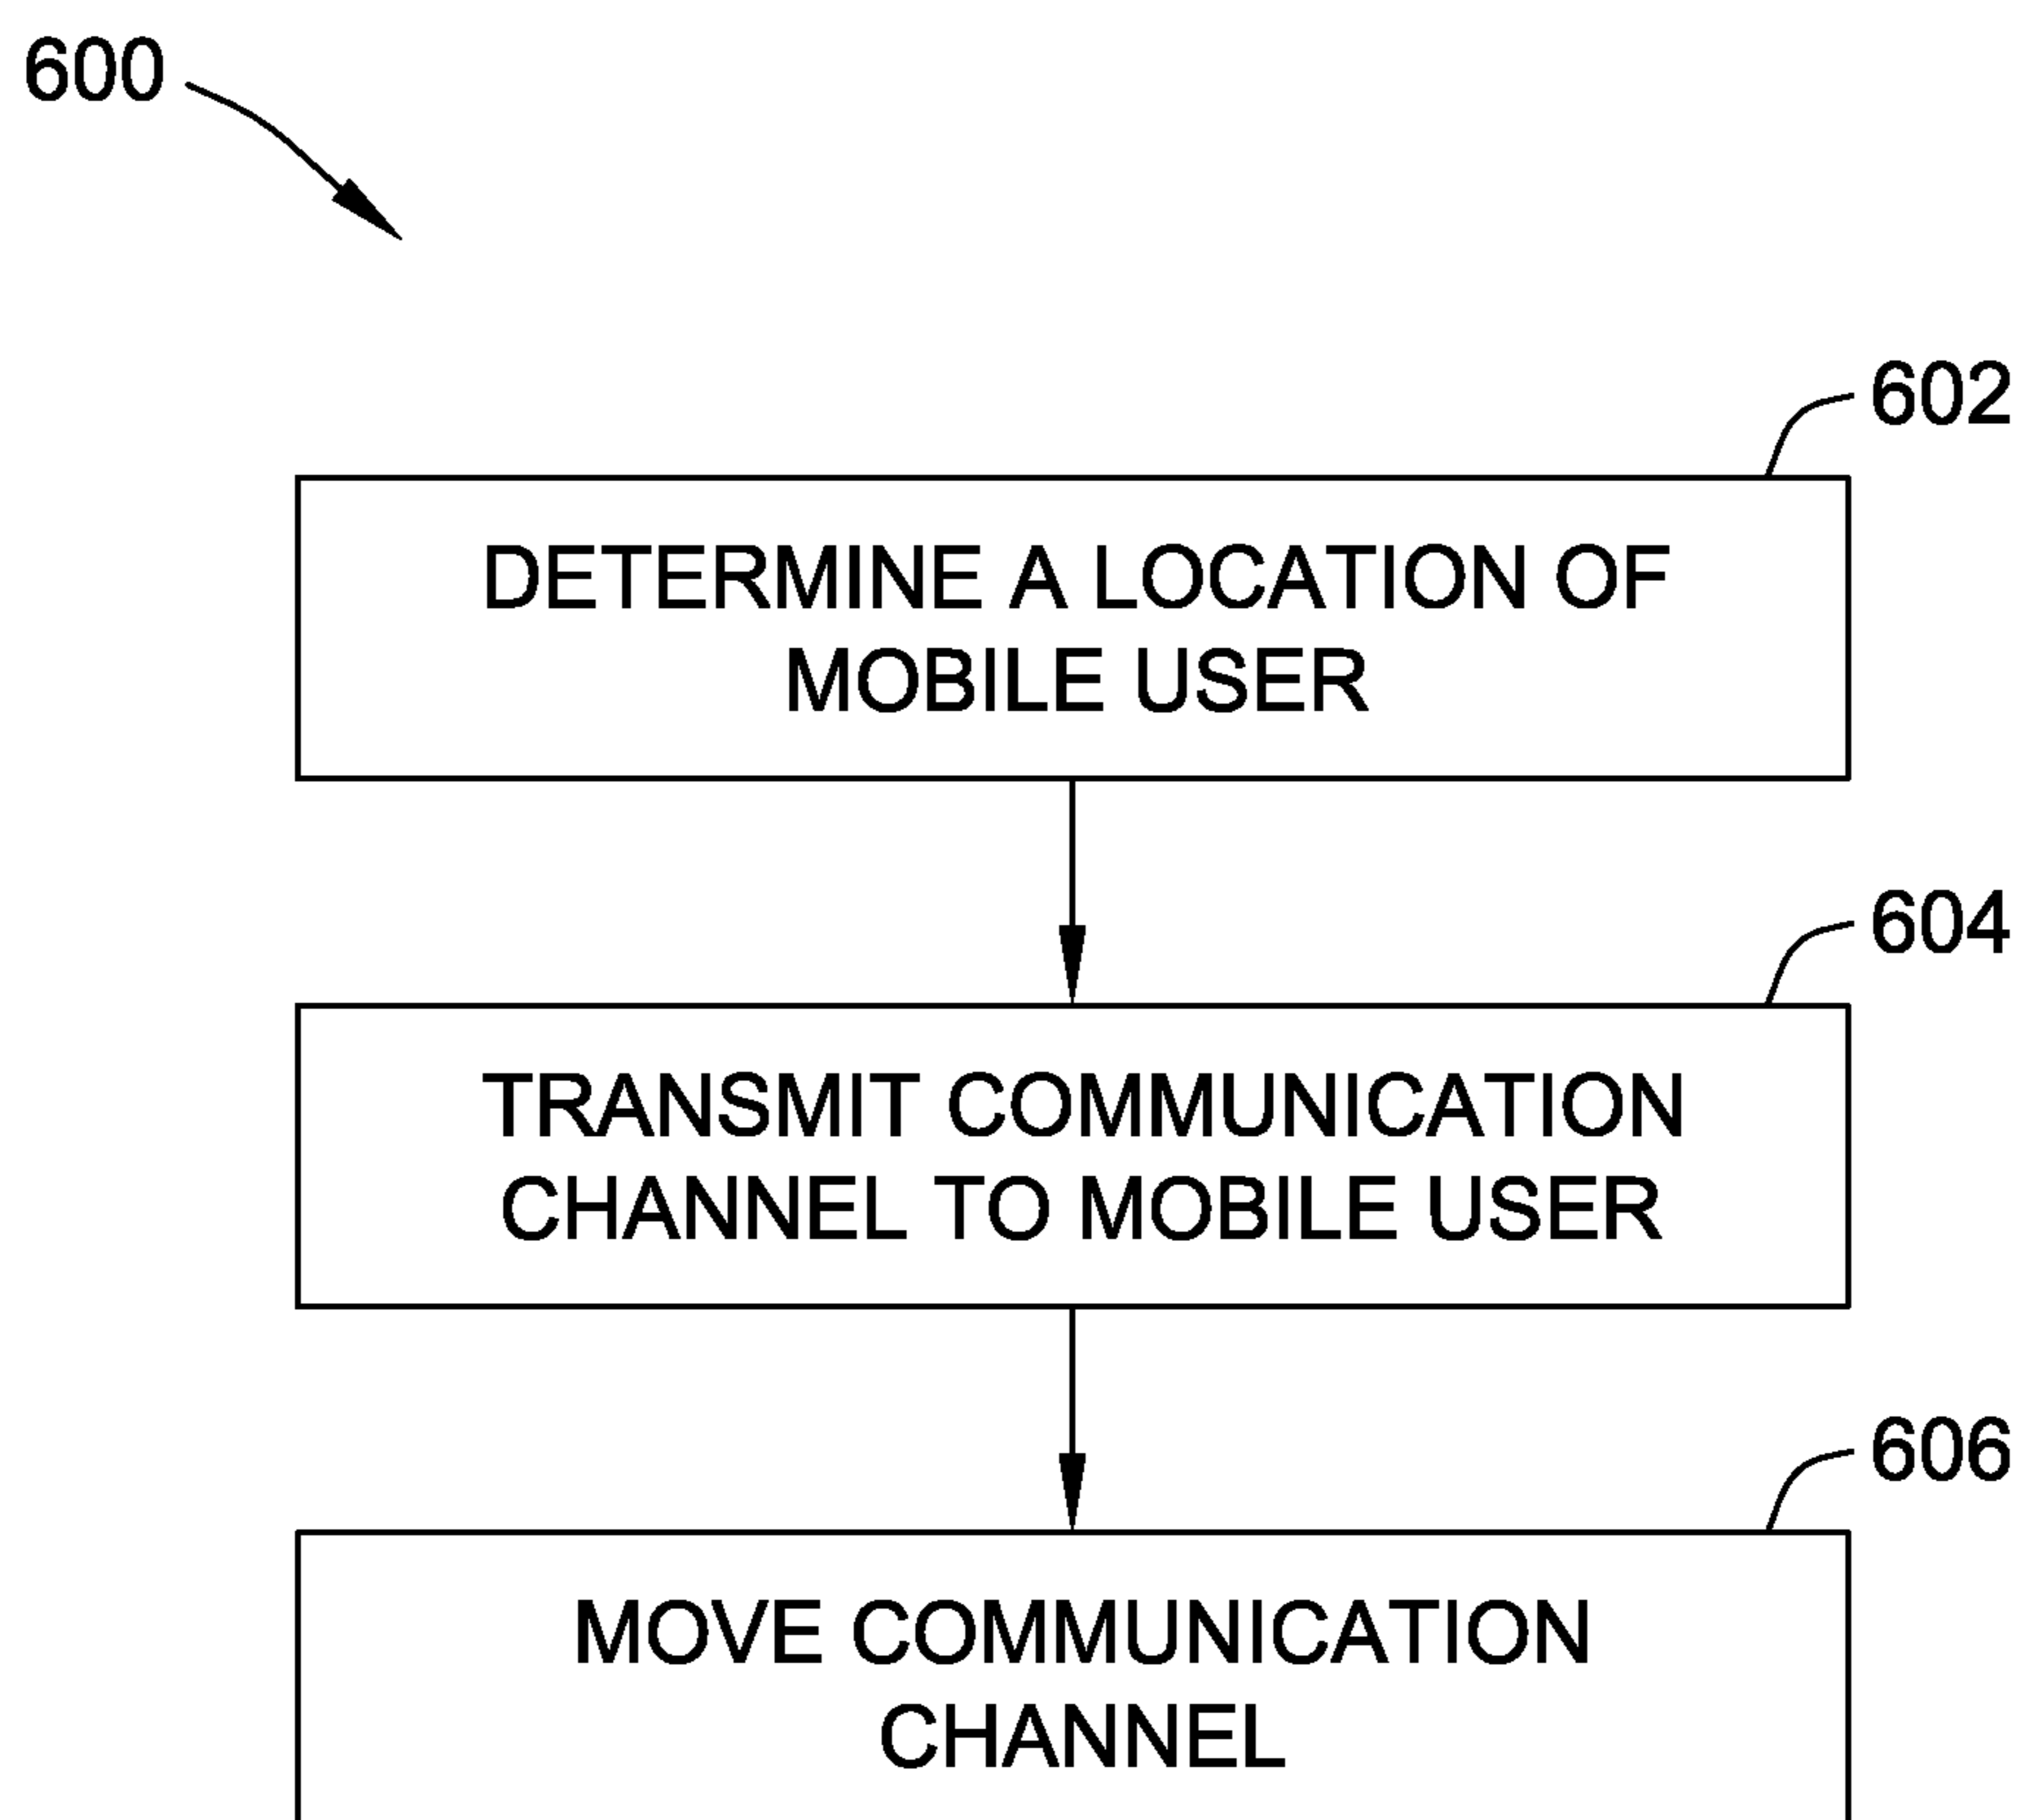 600
602
DETERMINE A LOCATION OF
MOBILE USER
604
TRANSMIT COMMUNICATION
CHANNEL TO MOBILE USER
606
MOVE COMMUNICATION
CHANNEL